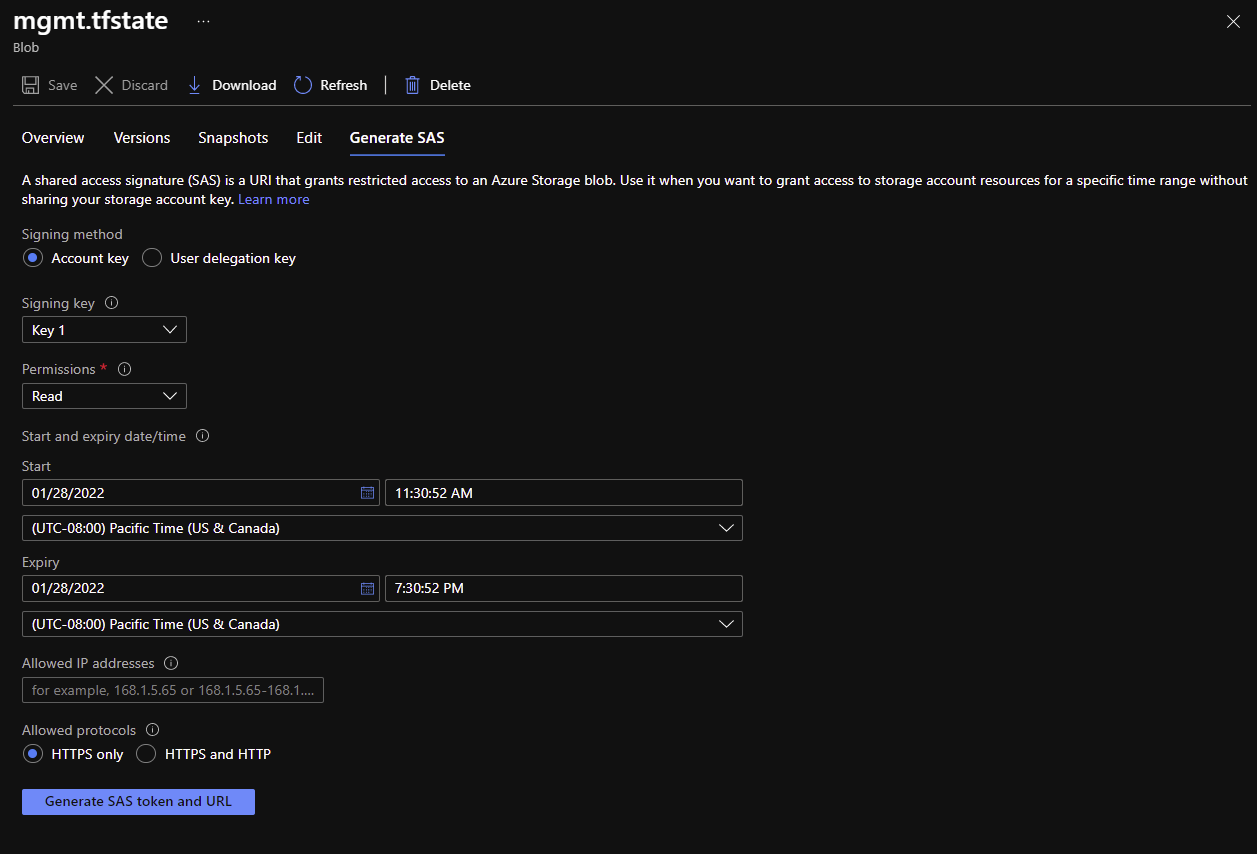 mgmt.tfstate ...
Blob
Save Discard Download Refresh | Delete
Overview Versions Snapshots Edit Generate SAS
A shared access signature (SAS) is a URI that grants restricted access to an Azure Storage blob. Use it when you want to grant access to storage account resources for a specific time range without
sharing your storage account key. Learn more
Signing method
Account key User delegation key
Signing key
Key 1
Permissions *
Read
Start and expiry date/time
Start
01/28/2022 11:30:52 AM
(UTC-08:00) Pacific Time (US & Canada)
Expiry
01/28/2022 7:30:52 PM
(UTC-08:00) Pacific Time (US & Canada)
Allowed IP addresses
for example, 168.1.5.65 or 168.1.5.65-168.1....
Allowed protocols
HTTPS only HTTPS and HTTP
Generate SAS token and URL